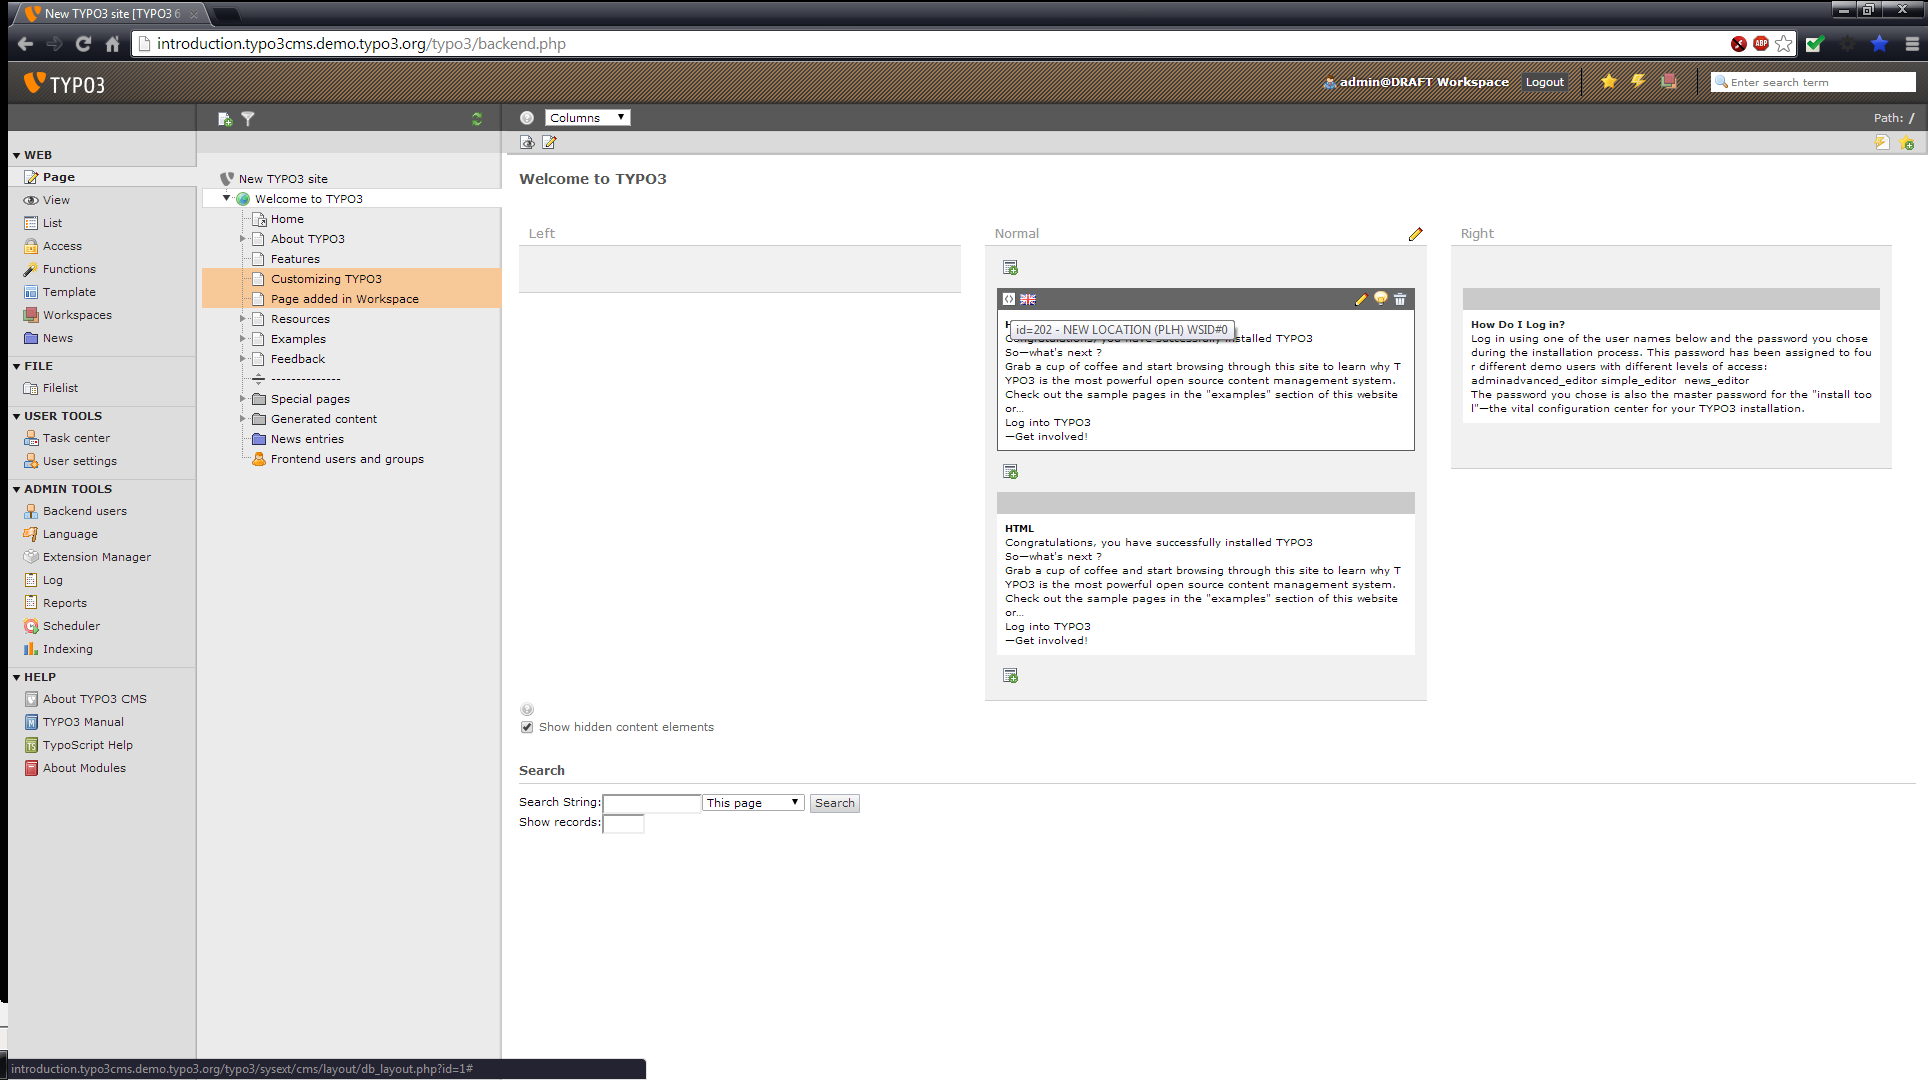 New TYPO3 site [TYPO3 6
introduction.typo3cms.demo.typo3.org/typo3/backend.php
ABP
TYPO3
admin@DRAFT Workspace
Logout
Enter search term
Columns
Path: /
WEB
Page
View
List
Access
Functions
Template
Workspaces
News
FILE
Filelist
USER TOOLS
Task center
User settings
ADMIN TOOLS
Backend users
Language
Extension Manager
Log
Reports
Scheduler
Indexing
HELP
About TYPO3 CMS
TYPO3 Manual
TypoScript Help
About Modules
New TYPO3 site
Welcome to TYPO3
Home
About TYPO3
Features
Customizing TYPO3
Page added in Workspace
Resources
Examples
Feedback
--------------
Special pages
Generated content
News entries
Frontend users and groups
Welcome to TYPO3
Left
Normal
id=202 - NEW LOCATION (PLH) WSID#0
Congratulations, you have successfully installed TYPO3
So—what's next ?
Grab a cup of coffee and start browsing through this site to learn why T
YPO3 is the most powerful open source content management system.
Check out the sample pages in the "examples" section of this website
or...
Log into TYPO3
—Get involved!
HTML
Congratulations, you have successfully installed TYPO3
So—what's next ?
Grab a cup of coffee and start browsing through this site to learn why T
YPO3 is the most powerful open source content management system.
Check out the sample pages in the "examples" section of this website
or...
Log into TYPO3
—Get involved!
Right
How Do I Log in?
Log in using one of the user names below and the password you chose
during the installation process. This password has been assigned to fou
r different demo users with different levels of access:
adminadvanced_editor simple_editor  news_editor
The password you chose is also the master password for the "install too
l"—the vital configuration center for your TYPO3 installation.
Show hidden content elements
Search
Search String:
This page
Search
Show records:
introduction.typo3cms.demo.typo3.org/typo3/sysext/cms/layout/db_layout.php?id=1#